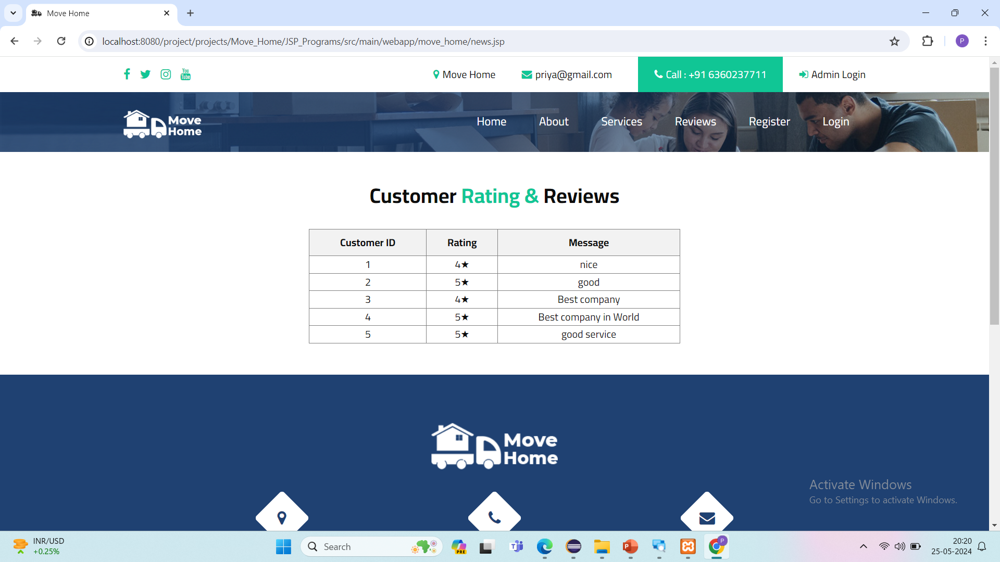 Move Home
localhost:8080/project/projects/Move_Home/JSP_Programs/src/main/webapp/move_home/news.jsp
P
You Tube
Move Home
priya@gmail.com
Call : +91 6360237711
Admin Login
Move Home
Home About Services Reviews Register Login
Customer Rating & Reviews
Customer ID Rating Message
1 4★ nice
2 5★ good
3 4★ Best company
4 5★ Best company in World
5 5★ good service
Move
Home
Activate Windows
Go to Settings to activate Windows.
INR/USD
+0.25%
Search
PRE
P
20:20
25-05-2024